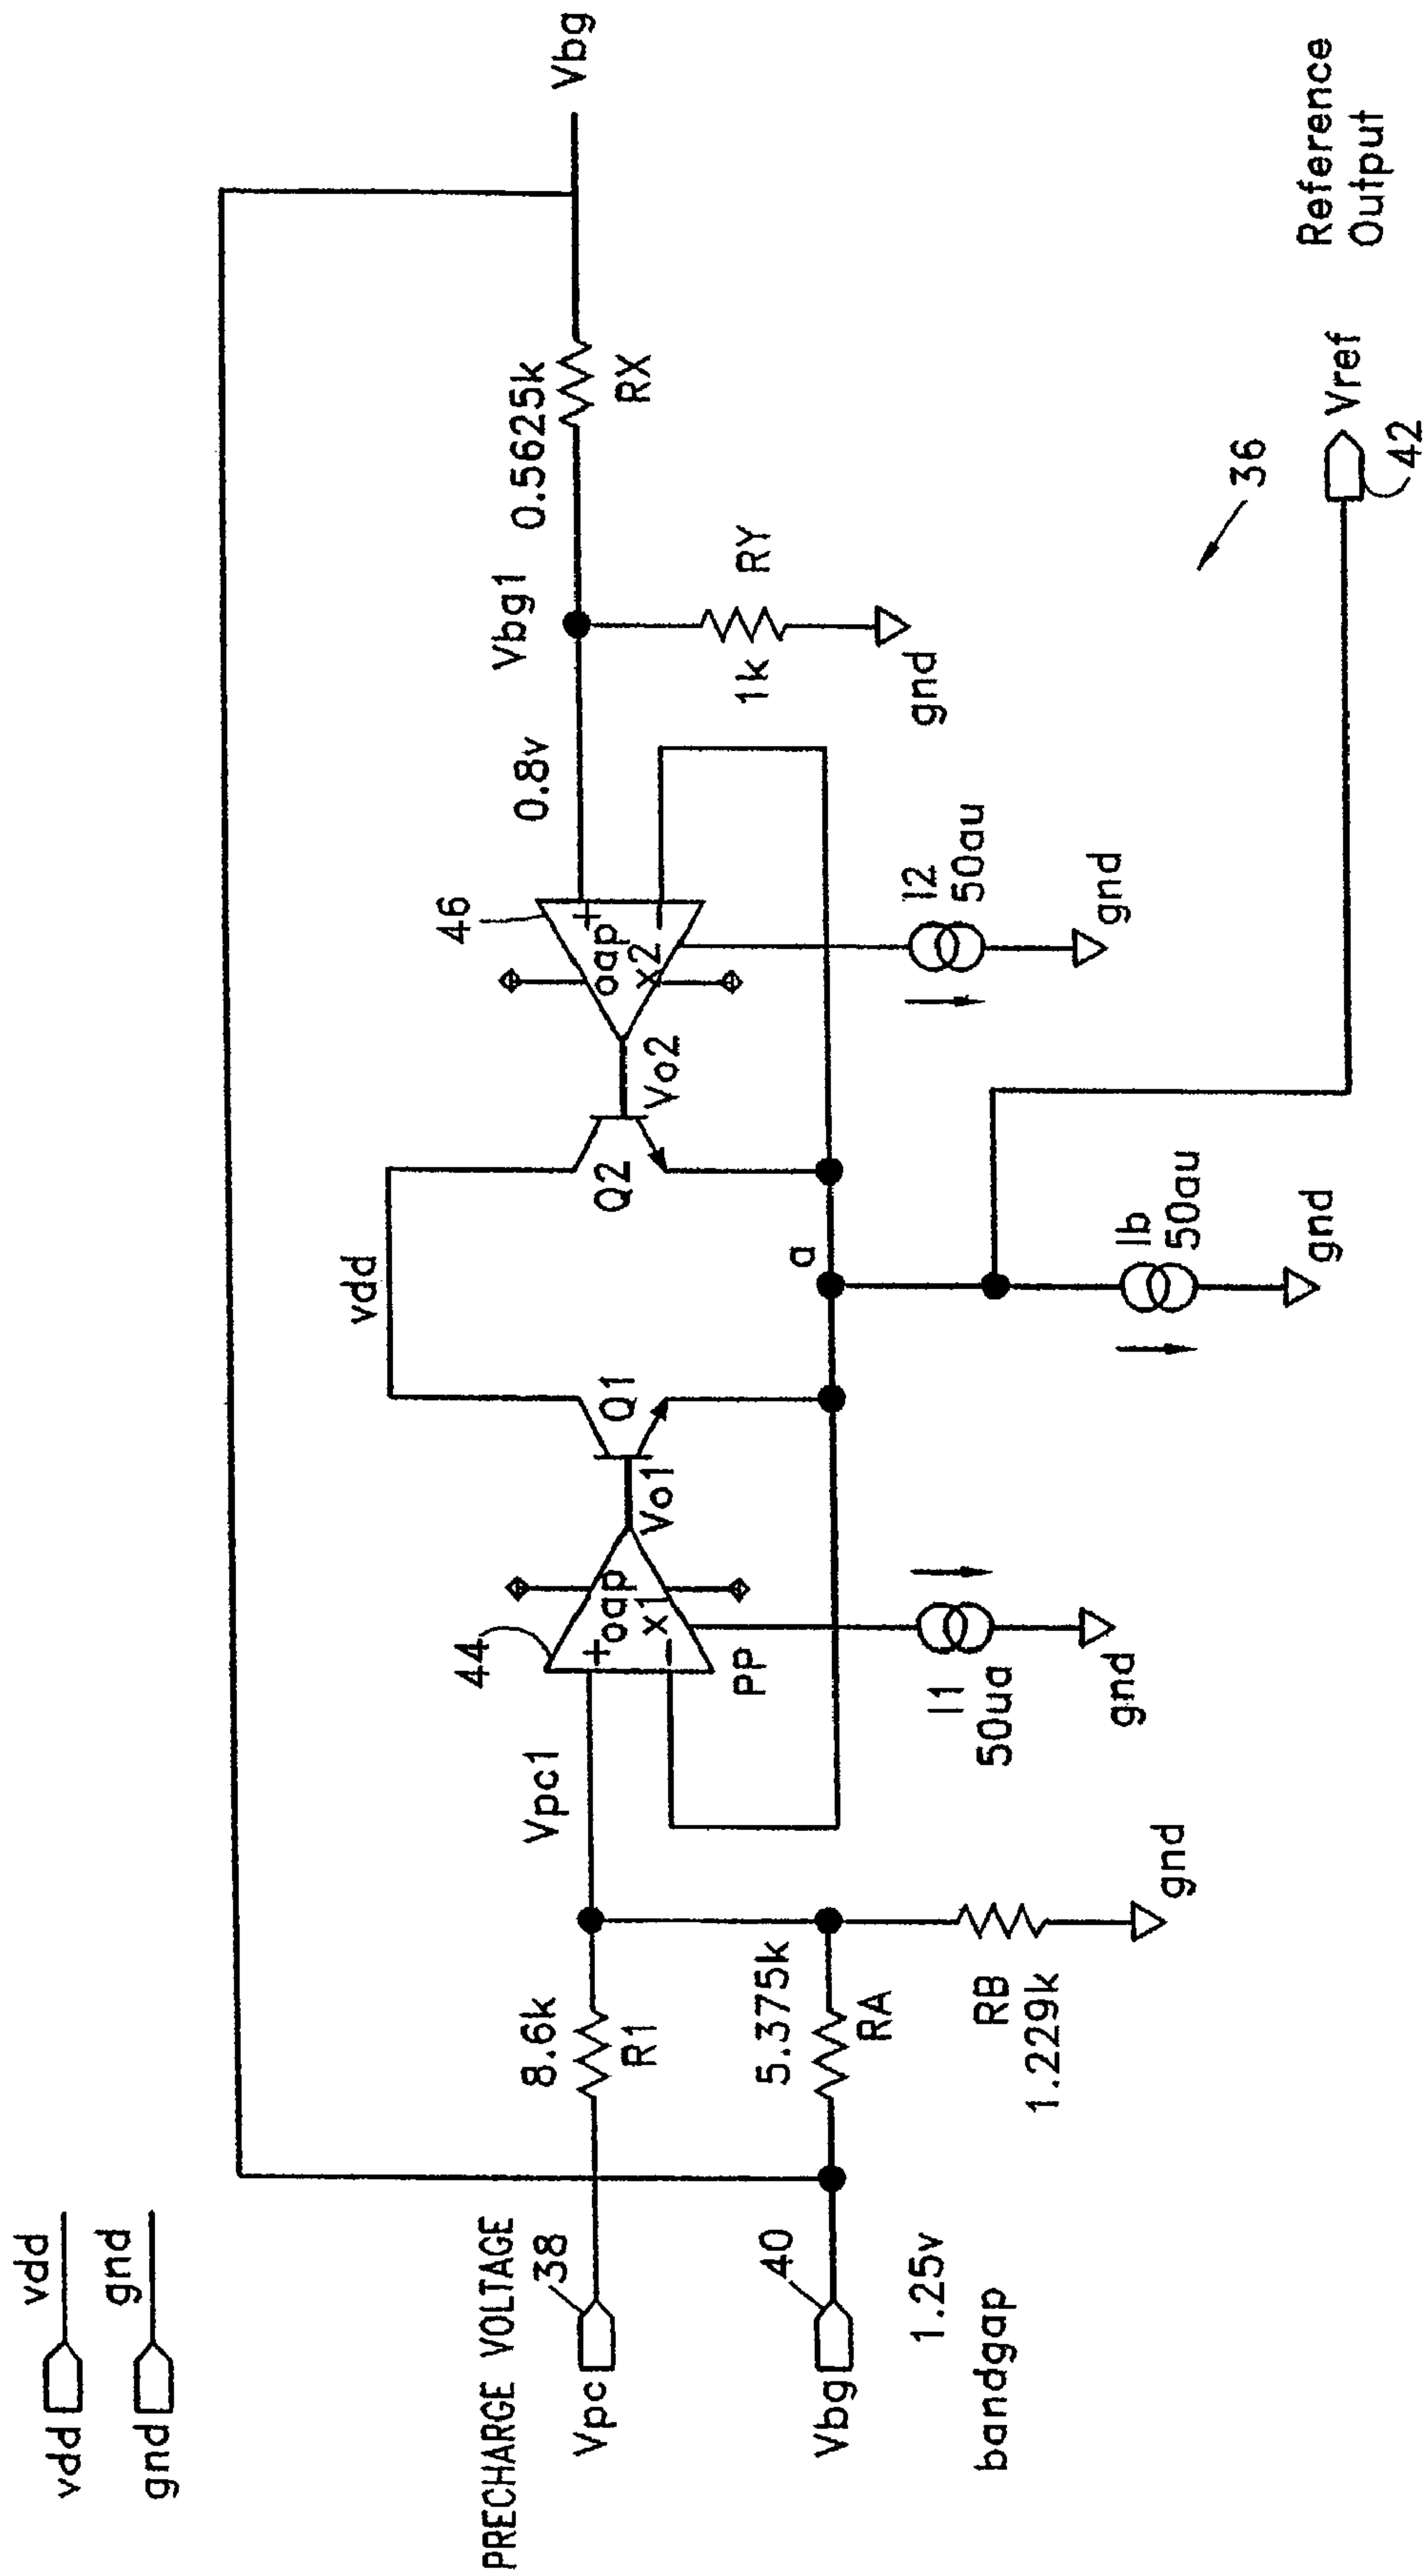 vdd
vdd
gnd
gnd
PRECHARGE VOLTAGE
Vpc
38
8.6k
R1
Vpc1
Vbg
40
1.25v
bandgap
5.375k
RA
RB
1.229k
gnd
44
+
oap
x1
−
PP
Vo1
Q1
I1
50ua
gnd
vdd
a
Ib
50au
gnd
Q2
Vo2
46
+
oap
x2
−
I2
50au
gnd
0.8v
Vbg1
0.5625k
RX
1k
RY
gnd
Vbg
36
Vref
42
Reference
Output